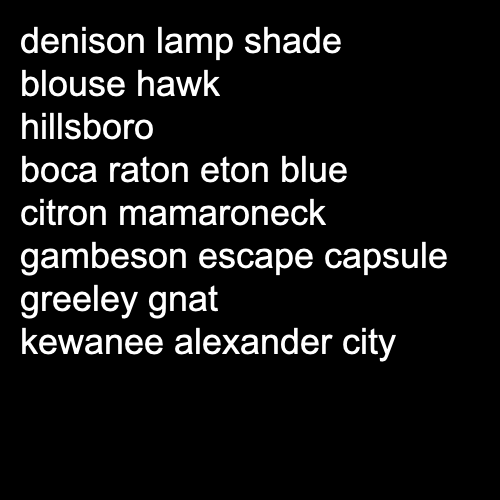 denison lamp shade
blouse hawk
hillsboro
boca raton eton blue
citron mamaroneck
gambeson escape capsule
greeley gnat
kewanee alexander city